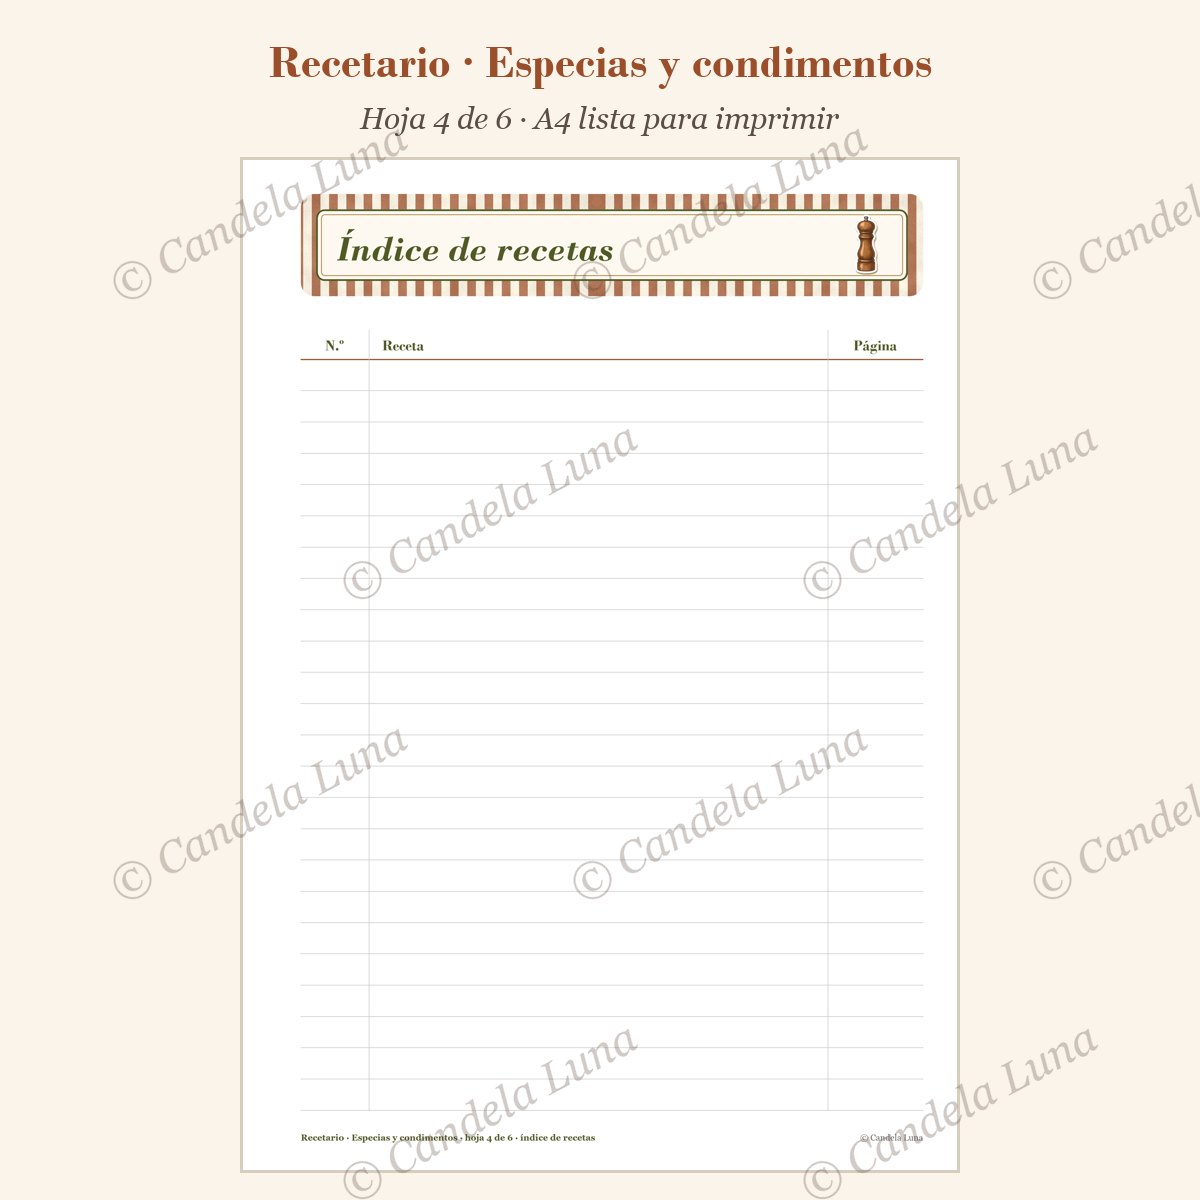 Recetario · Especias y condimentos
Hoja 4 de 6 · A4 lista para imprimir
Índice de recetas
N.º Receta Página
Recetario · Especias y condimentos · hoja 4 de 6 · índice de recetas
© Candela Luna
© Candela Luna
© Candela Luna
© Candela
© Candela Luna
© Candela Luna
© Candela Luna
© Candela Luna
© Candela
© Candela Luna
© Candela Luna